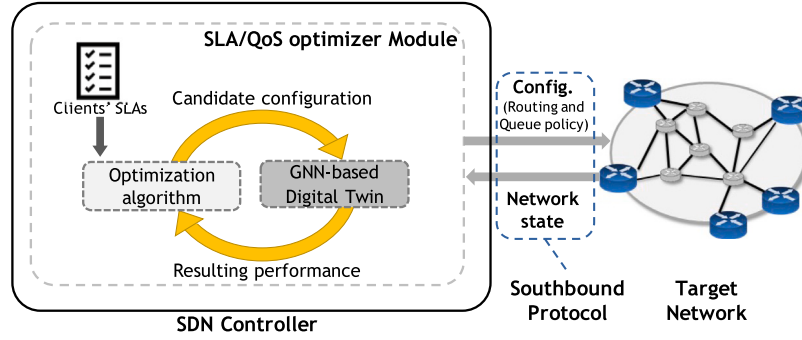 SLA/QoS optimizer Module
Clients' SLAs
Candidate configuration
Optimization
algorithm
GNN-based
Digital Twin
Resulting performance
SDN Controller
Config.
(Routing and
Queue policy)
Network
state
Southbound
Protocol
Target
Network